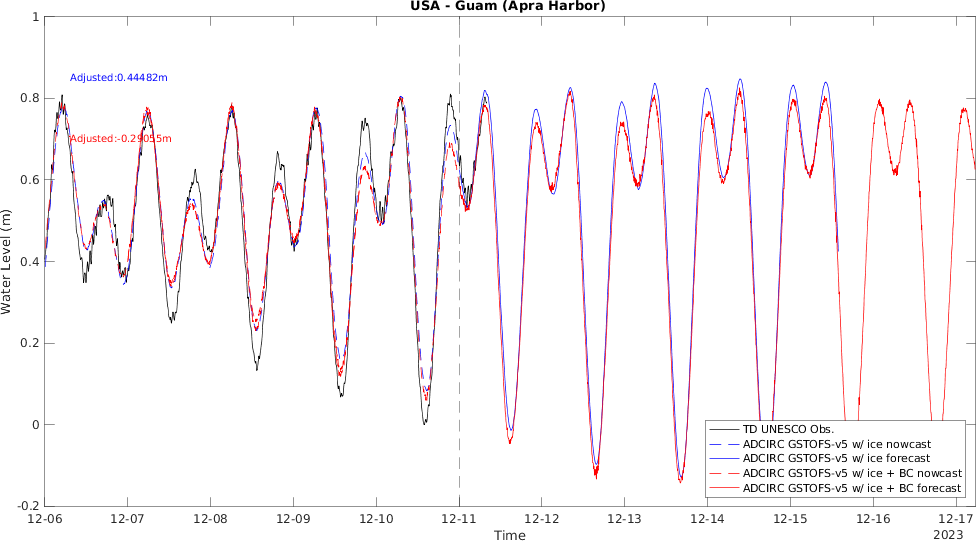 USA - Guam (Apra Harbor)
1
0.8
0.6
0.4
0.2
0
-0.2
Water Level (m)
Adjusted:0.44482m
Adjusted:-0.29055m
TD UNESCO Obs.
ADCIRC GSTOFS-v5 w/ ice nowcast
ADCIRC GSTOFS-v5 w/ ice forecast
ADCIRC GSTOFS-v5 w/ ice + BC nowcast
ADCIRC GSTOFS-v5 w/ ice + BC forecast
12-06 12-07 12-08 12-09 12-10 12-11 12-12 12-13 12-14 12-15 12-16 12-17
Time
2023